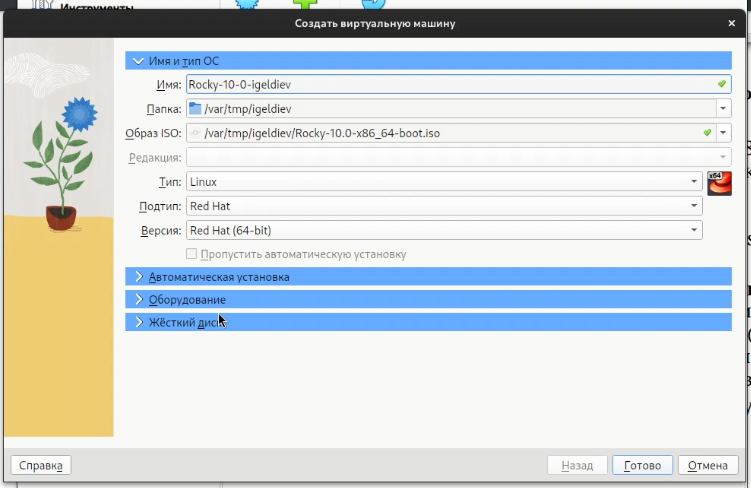 Инструменты
Создать виртуальную машину
Имя и тип ОС
Имя: Rocky-10-0-igeldiev
Папка: /var/tmp/igeldiev
Образ ISO: /var/tmp/igeldiev/Rocky-10.0-x86_64-boot.iso
Редакция:
Тип: Linux
x64
Подтип: Red Hat
Версия: Red Hat (64-bit)
Пропустить автоматическую установку
Автоматическая установка
Оборудование
Жёсткий диск
Справка Назад Готово Отмена